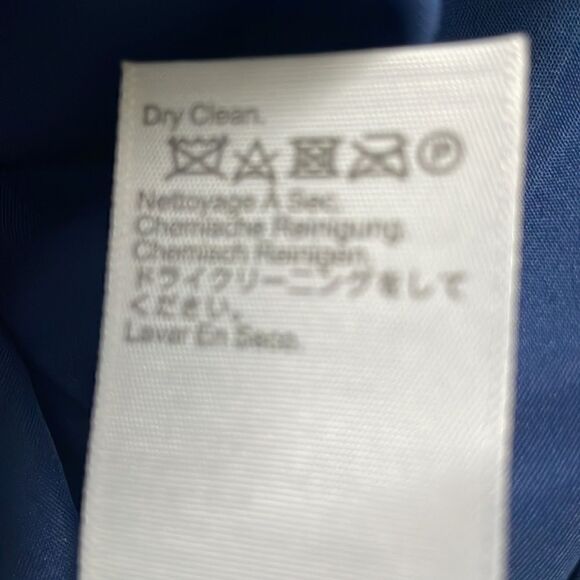 Dry Clean.
P
Nettoyage À Sec.
Chemische Reinigung.
Chemisch Reinigen.
ドライクリーニングをして
ください。
Lavar En Seco.